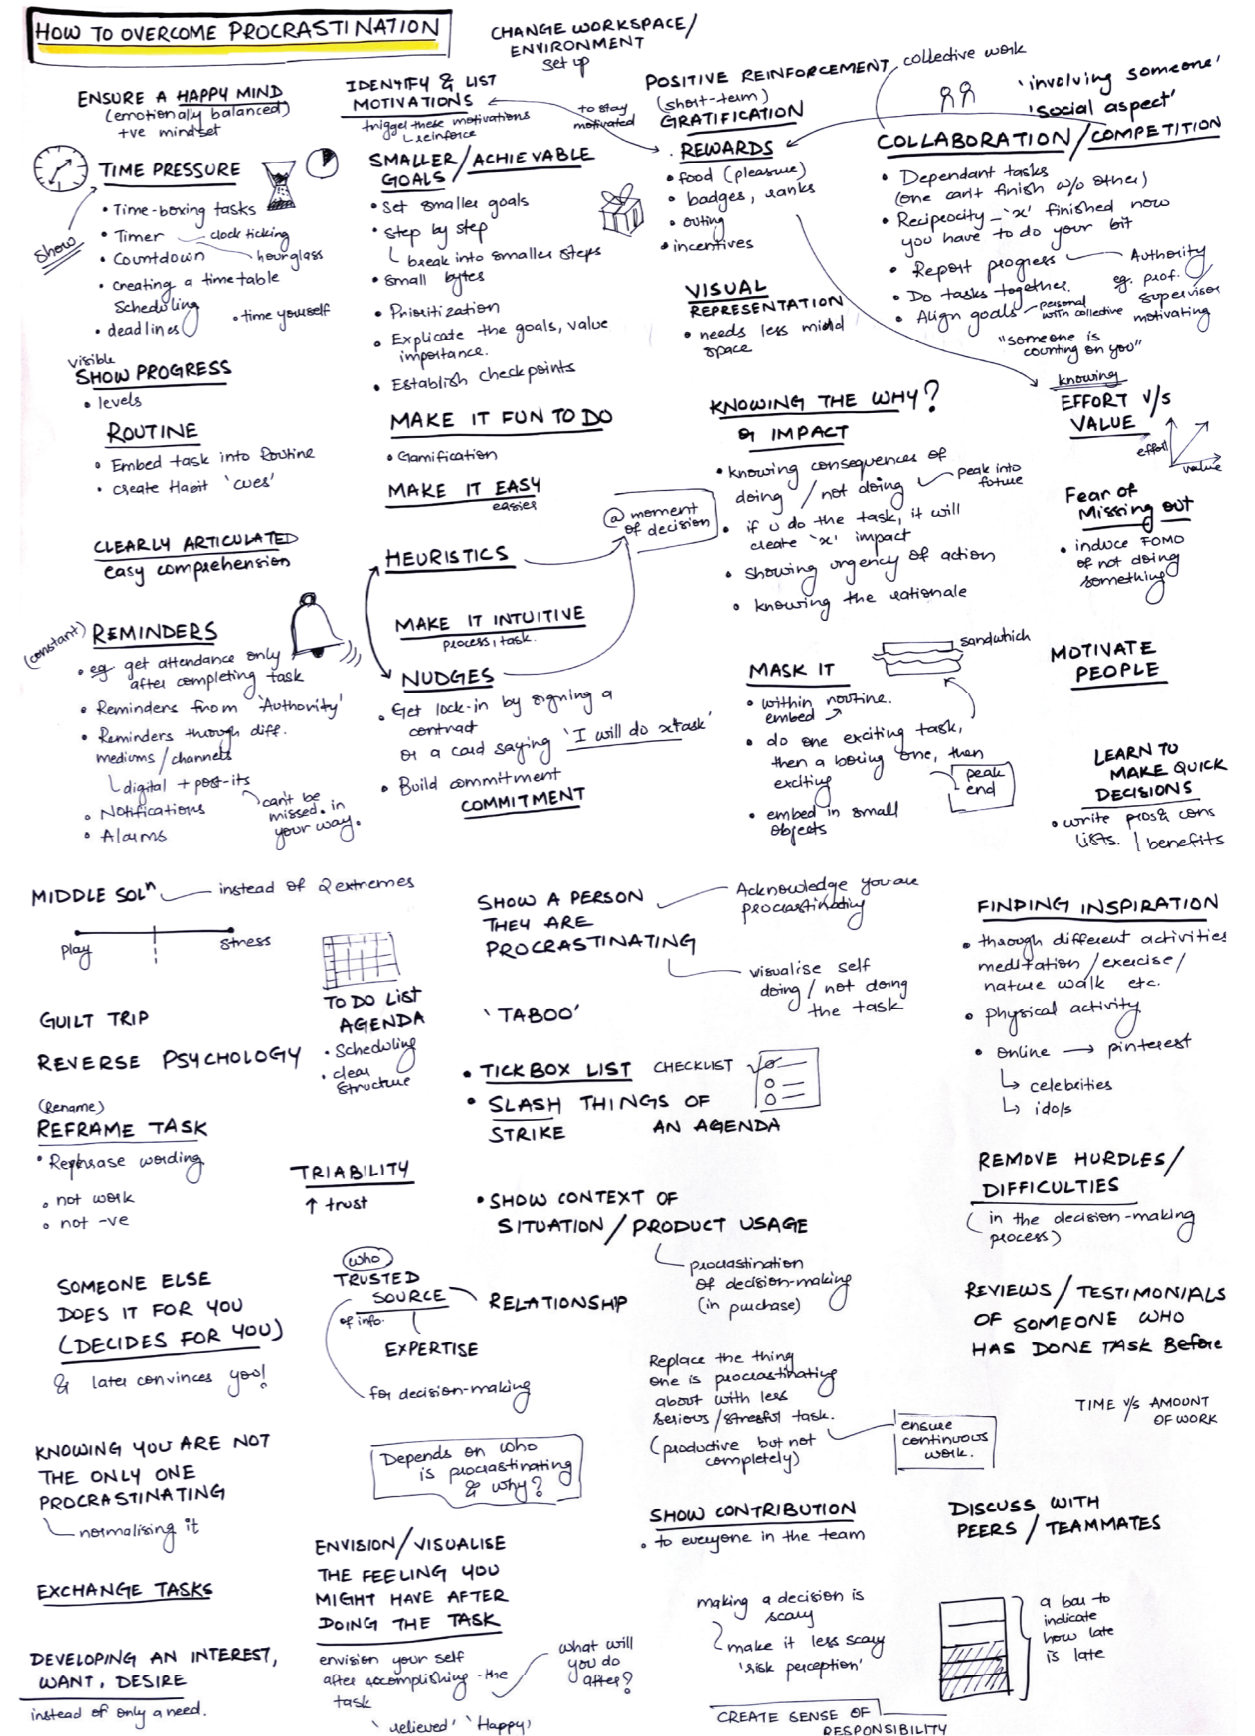 HOW TO OVERCOME PROCRASTINATION
CHANGE WORKSPACE/
ENVIRONMENT
set up
ENSURE A HAPPY MIND
(emotionally balanced)
+ve mindset
IDENTIFY & LIST
MOTIVATIONS
trigger these motivations
reinforce
to stay
motivated
POSITIVE REINFORCEMENT
(short-term)
GRATIFICATION
REWARDS
• food (pleasure)
• badges, ranks
• outing
• incentives
collective work
'involving someone'
'social aspect'
COLLABORATION/COMPETITION
• Dependant tasks
(one cant finish w/o other)
• Reciprocity - 'x' finished now
you have to do your bit
• Report progress
Authority
eg. prof. /
supervisor
motivating
• Do tasks together.
• Align goals
personal
with collective
"someone is
counting on you"
TIME PRESSURE
show
• Time-boxing tasks
• Timer
clock ticking
hourglass
• Countdown
• creating a time table
Scheduling
• deadlines
• time yourself
SMALLER/ACHIEVABLE
GOALS
• Set smaller goals
• step by step
break into smaller steps
• small bytes
• Prioritization
• Explicate the goals, value
importance.
• Establish checkpoints
VISUAL
REPRESENTATION
• needs less mind
space
visible
SHOW PROGRESS
• levels
ROUTINE
• Embed task into Routine
• create Habit 'cues'
MAKE IT FUN TO DO
• Gamification
MAKE IT EASY
easier
KNOWING THE WHY?
or IMPACT
• knowing consequences of
doing / not doing
peak into
future
• if u do the task, it will
create 'x' impact
• showing urgency of action
• knowing the rationale
knowing
EFFORT V/S
VALUE
effort
value
Fear of
Missing out
• induce FOMO
of not doing
something
CLEARLY ARTICULATED
easy comprehension
@ moment
of decision
HEURISTICS
MAKE IT INTUITIVE
process, task.
NUDGES
• Get lock-in by signing a
contract
or a card saying 'I will do x task'
• Build commitment
COMMITMENT
(constant)
REMINDERS
• eg get attendance only
after completing task
• Reminders from 'Authority'
• Reminders through diff.
mediums/channels
digital + post-its
can't be
missed. in
your way.
• Notifications
• Alarms
MASK IT
sandwhich
• within routine.
embed
• do one exciting task,
then a boring one, then
exciting
peak
end
• embed in small
objects
MOTIVATE
PEOPLE
LEARN TO
MAKE QUICK
DECISIONS
• write pros & cons
lists. / benefits
MIDDLE SOLⁿ
instead of 2 extremes
play
stress
TO DO LIST
AGENDA
• Scheduling
• clear
structure
GUILT TRIP
REVERSE PSYCHOLOGY
SHOW A PERSON
THEY ARE
PROCRASTINATING
Acknowledge you are
procrastinating
visualise self
doing / not doing
the task
'TABOO'
• TICKBOX LIST CHECKLIST
• SLASH THINGS OF
STRIKE AN AGENDA
FINDING INSPIRATION
• through different activities
meditation/exercise/
nature walk etc.
• physical activity
• online → pinterest
↳ celebrities
↳ idols
(Rename)
REFRAME TASK
• Rephrase wording
• not work
• not -ve
TRIABILITY
↑ trust
• SHOW CONTEXT OF
SITUATION/PRODUCT USAGE
procrastination
of decision-making
(in purchase)
REMOVE HURDLES/
DIFFICULTIES
(in the decision-making
process)
SOMEONE ELSE
DOES IT FOR YOU
(DECIDES FOR YOU)
& later convinces you!
who
TRUSTED
SOURCE
of info.
RELATIONSHIP
EXPERTISE
for decision-making
REVIEWS/TESTIMONIALS
OF SOMEONE WHO
HAS DONE TASK Before
Replace the thing
one is procrastinating
about with less
serious/stressful task.
(productive but not
completely)
ensure
continuous
work.
TIME V/S AMOUNT
OF WORK
KNOWING YOU ARE NOT
THE ONLY ONE
PROCRASTINATING
normalising it
Depends on who
is procrastinating
& why?
SHOW CONTRIBUTION
• to everyone in the team
DISCUSS WITH
PEERS / TEAMMATES
ENVISION/VISUALISE
THE FEELING YOU
MIGHT HAVE AFTER
DOING THE TASK
envision your self
after accomplishing the
task
'relieved' 'Happy'
what will
you do
after?
EXCHANGE TASKS
making a decision is
scary
make it less scary
'risk perception'
a bar to
indicate
how late
is late
DEVELOPING AN INTEREST,
WANT, DESIRE
instead of only a need.
CREATE SENSE OF
RESPONSIBILITY